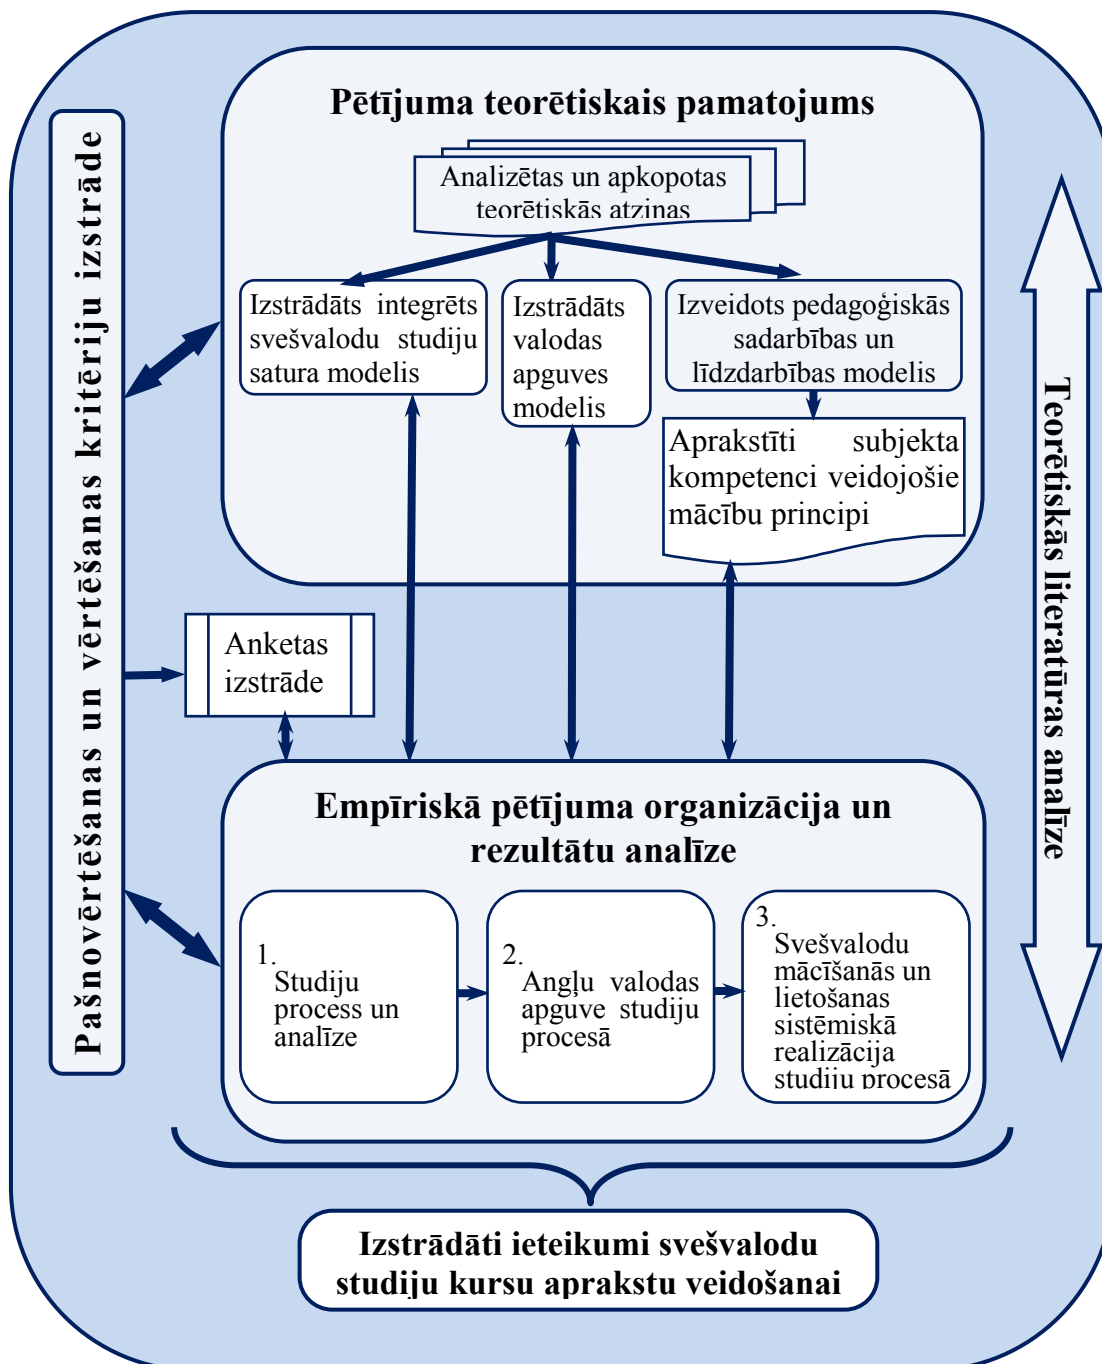 Pētījuma teorētiskais pamatojums
Analizētas un apkopotas
teorētiskās atziņas
Izstrādāts integrēts
svešvalodu studiju
satura modelis
Izstrādāts
valodas
apguves
modelis
Izveidots pedagoģiskās
sadarbības un
līdzdarbības modelis
Aprakstīti subjekta
kompetenci veidojošie
mācību principi
Pašnovērtēšanas un vērtēšanas kritēriju izstrāde
Teorētiskās literatūras analīze
Anketas
izstrāde
Empīriskā pētījuma organizācija un
rezultātu analīze
1.
Studiju
process un
analīze
2.
Angļu valodas
apguve studiju
procesā
3.
Svešvalodu
mācīšanās un
lietošanas
sistēmiskā
realizācija
studiju procesā
Izstrādāti ieteikumi svešvalodu
studiju kursu aprakstu veidošanai